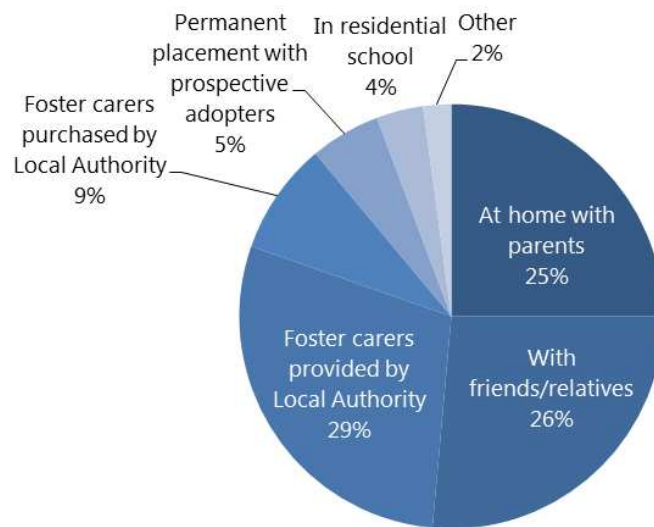 Permanent
placement with
prospective
adopters
5%
In residential
school
4%
Other
2%
Foster carers
purchased by
Local Authority
9%
At home with
parents
25%
Foster carers
provided by
Local Authority
29%
With
friends/relatives
26%